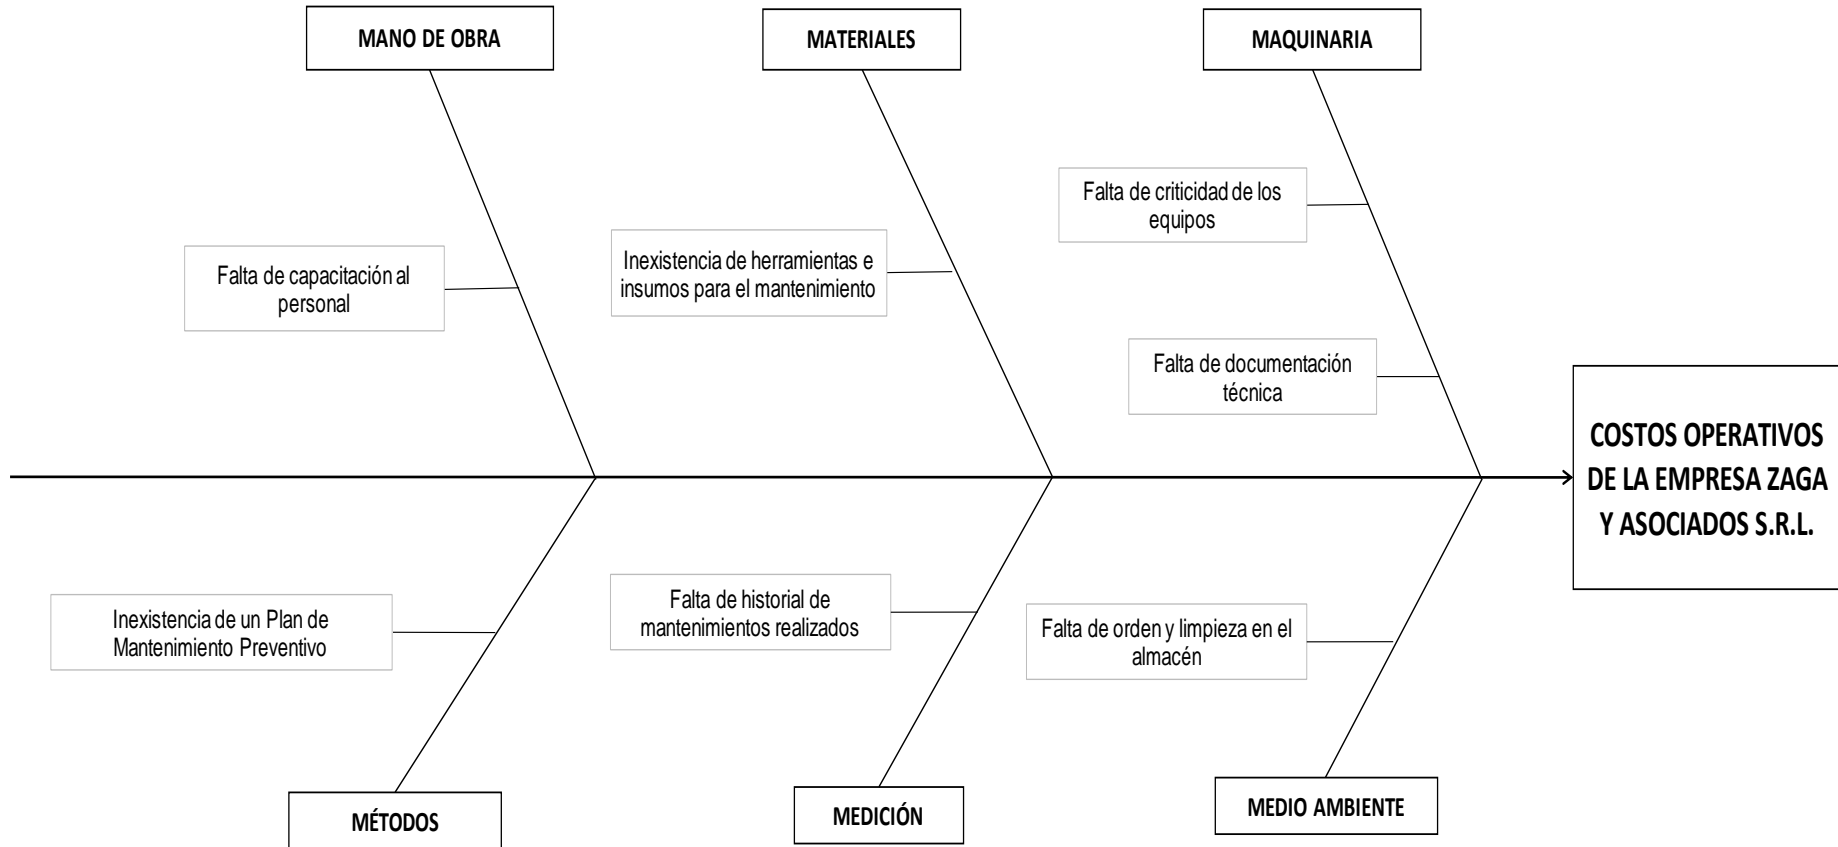 MANO DE OBRA
MATERIALES
MAQUINARIA
Falta de criticidad de los
equipos
Falta de capacitación al
personal
Inexistencia de herramientas e
insumos para el mantenimiento
Falta de documentación
técnica
COSTOS OPERATIVOS
DE LA EMPRESA ZAGA
Y ASOCIADOS S.R.L.
Inexistencia de un Plan de
Mantenimiento Preventivo
Falta de historial de
mantenimientos realizados
Falta de orden y limpieza en el
almacén
MÉTODOS
MEDICIÓN
MEDIO AMBIENTE